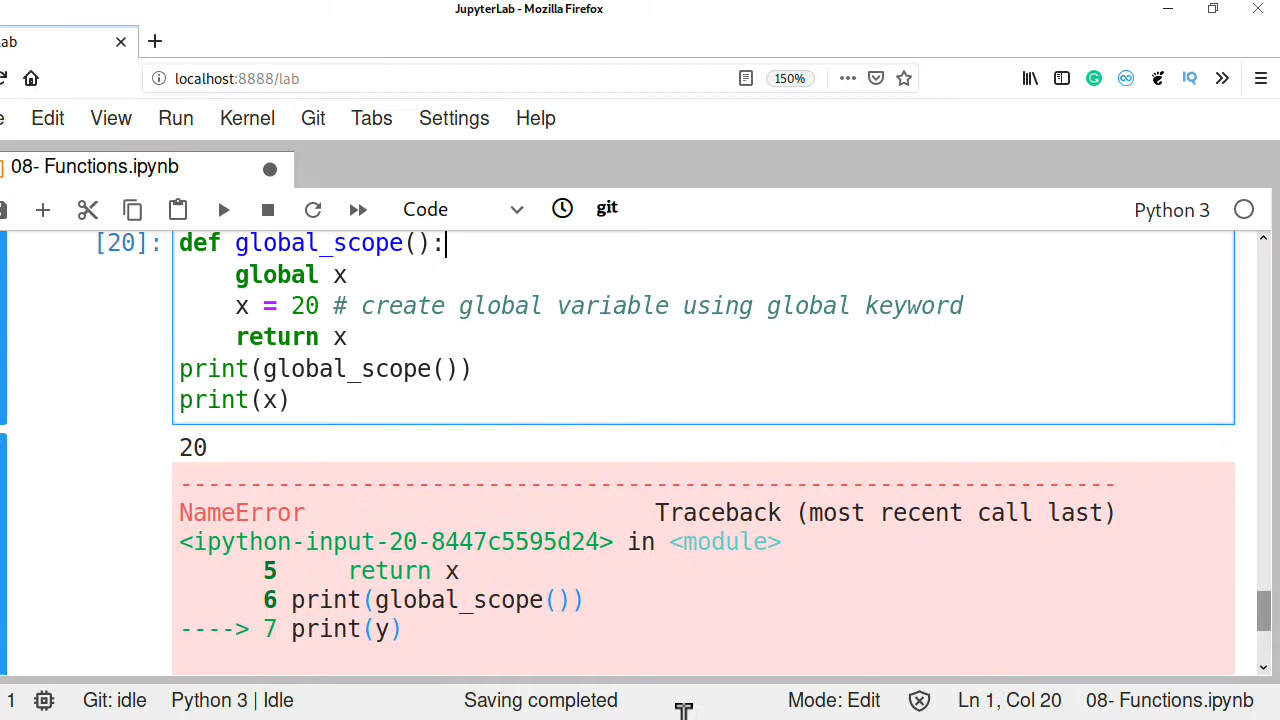 JupyterLab - Mozilla Firefox
ab
localhost:8888/lab
150%
IQ
Edit View Run Kernel Git Tabs Settings Help
08- Functions.ipynb
Code
git
Python 3
[20]:
def global_scope():
global x
x = 20 # create global variable using global keyword
return x
print(global_scope())
print(x)
20
---------------------------------------------------------------------------
NameError Traceback (most recent call last)
<ipython-input-20-8447c5595d24> in <module>
5 return x
6 print(global_scope())
----> 7 print(y)
1 Git: idle Python 3 | Idle Saving completed Mode: Edit Ln 1, Col 20 08- Functions.ipynb